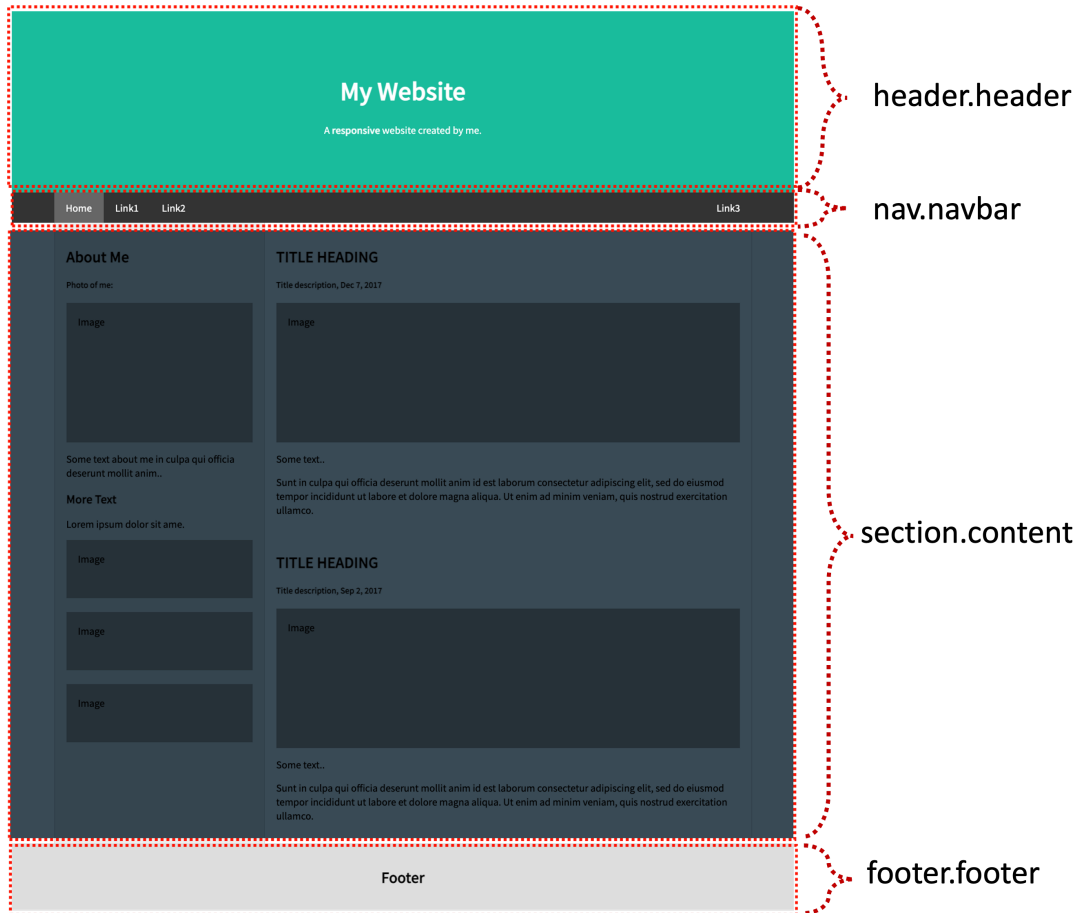 My Website
A responsive website created by me.
header.header
Home Link1 Link2 Link3
nav.navbar
About Me
Photo of me:
Image
Some text about me in culpa qui officia
deserunt mollit anim..
More Text
Lorem ipsum dolor sit ame.
Image
Image
Image
TITLE HEADING
Title description, Dec 7, 2017
Image
Some text..
Sunt in culpa qui officia deserunt mollit anim id est laborum consectetur adipiscing elit, sed do eiusmod
tempor incididunt ut labore et dolore magna aliqua. Ut enim ad minim veniam, quis nostrud exercitation
ullamco.
TITLE HEADING
Title description, Sep 2, 2017
Image
Some text..
Sunt in culpa qui officia deserunt mollit anim id est laborum consectetur adipiscing elit, sed do eiusmod
tempor incididunt ut labore et dolore magna aliqua. Ut enim ad minim veniam, quis nostrud exercitation
ullamco.
section.content
Footer
footer.footer